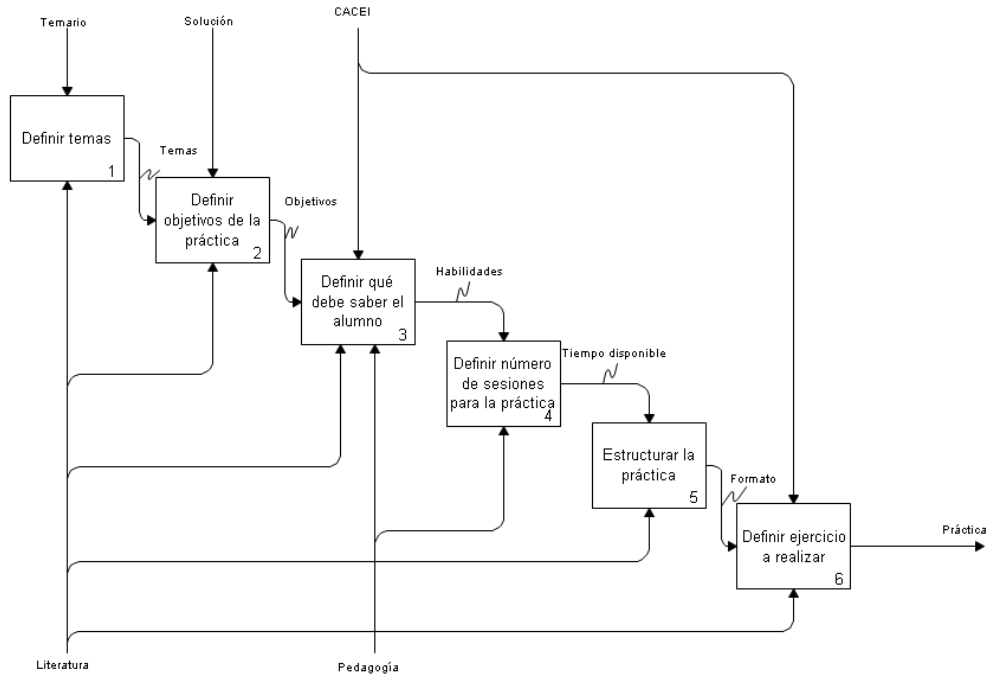 Temario
Solución
CACEI
Definir temas
1
Temas
Definir
objetivos de la
práctica
2
Objetivos
Definir qué
debe saber el
alumno
3
Habilidades
Definir número
de sesiones
para la práctica
4
Tiempo disponible
Estructurar la
práctica
5
Formato
Definir ejercicio
a realizar
6
Práctica
Literatura
Pedagogía